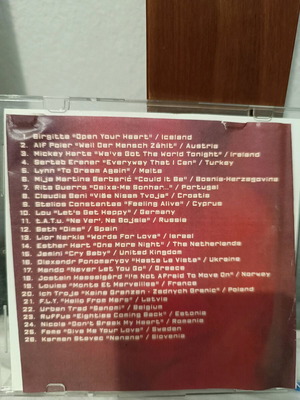 1. Birgitta "Open Your Heart" / Iceland
2. Alf Poier "Weil Der Mensch Zählt" / Austria
3. Mickey Harte "We've Got The World Tonight" / Ireland
4. Sertab Erener "Everyway That I Can" / Turkey
5. Lynn "To Dream Again" / Malta
6. Mija Martina Barbarić "Could It Be" / Bosnia-Herzegovina
7. Rita Guerra "Deixa-Me Sonhar..." / Portugal
8. Claudia Beni "Više Nisam Tvoja" / Croatia
9. Stelios Constantas "Feeling Alive" / Cyprus
10. Lou "Let's Get Happy" / Germany
11. t.A.T.u. "Ne Ver', Ne Bojsia" / Russia
12. Beth "Dime" / Spain
13. Lior Narkis "Words For Love" / Israel
14. Esther Hart "One More Night" / The Netherlands
15. Jemini "Cry Baby" / United Kingdom
16. Olexandr Ponomaryov "Hasta La Vista" / Ukraine
17. Mando "Never Let You Go" / Greece
18. Jostein Hasselgård "I'm Not Afraid To Move On" / Norway
19. Louisa "Monts Et Merveilles" / France
20. Ich Troje "Keine Grenzen - Żadnych Granic" / Poland
21. F.L.Y. "Hello From Mars" / Latvia
22. Urban Trad "Sanomi" / Belgium
23. Ruffus "Eighties Coming Back" / Estonia
24. Nicola "Don't Break My Heart" / Romania
25. Fame "Give Me Your Love" / Sweden
26. Karmen Stavec "Nanana" / Slovenia